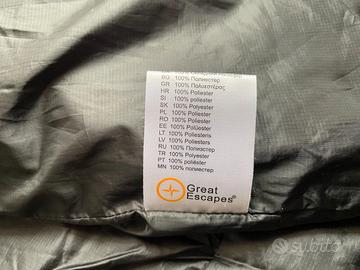 BG 100% Полиестер
GR 100% Πολυεστέρας
HR 100% Poliester
SI 100% Poliester
SK 100% Polyester
PL 100% Poliester
RO 100% Poliester
EE 100% Polüester
LT 100% Poliesteris
LV 100% Poliesters
RU 100% Полиэстер
TR 100% Polyester
PT 100% poliéster
MN 100% полиэстер
Great
Escapes®
subito